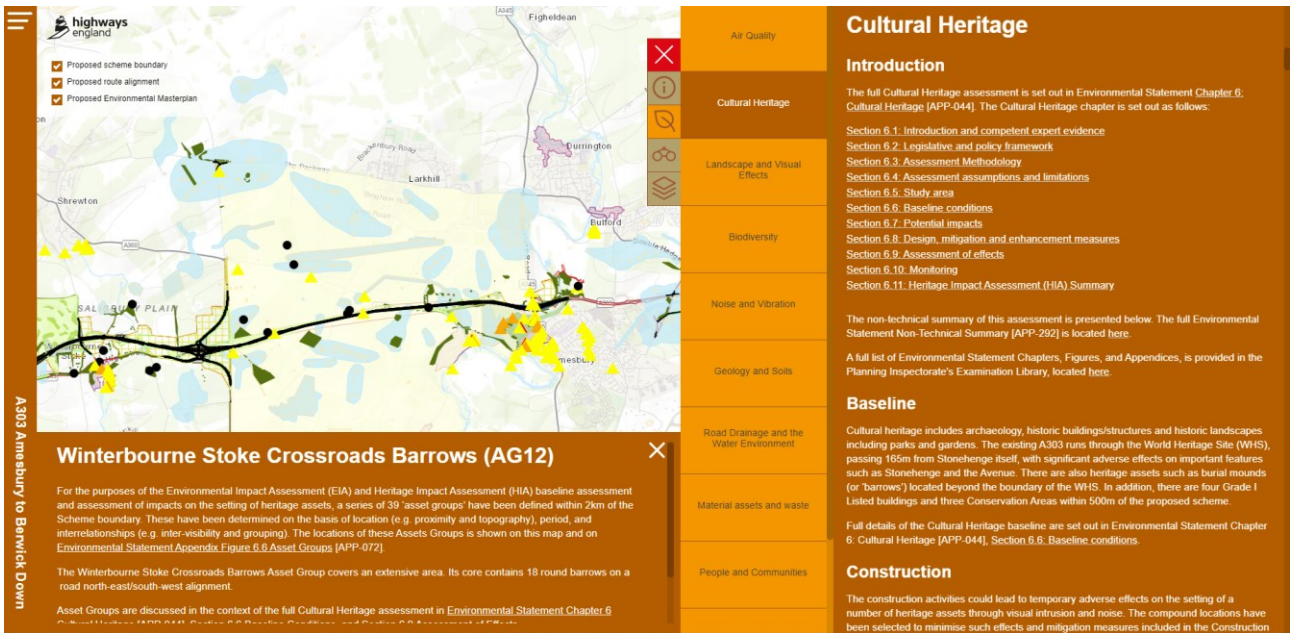 highways
england
Proposed scheme boundary
Proposed route alignment
Proposed Environmental Masterplan
A345
Figheldean
Brackenbury Road
The Packway
Durrington
Larkhill
Shrewton
A360
Bulford
SALISBURY PLAIN
A303 Amesbury to Berwick Down
Winterbourne Stoke Crossroads Barrows (AG12)
For the purposes of the Environmental Impact Assessment (EIA) and Heritage Impact Assessment (HIA) baseline assessment
and assessment of impacts on the setting of heritage assets, a series of 39 'asset groups' have been defined within 2km of the
Scheme boundary. These have been determined on the basis of location (e.g. proximity and topography), period, and
interrelationships (e.g. inter-visibility and grouping). The locations of these Assets Groups is shown on this map and on
Environmental Statement Appendix Figure 6.6 Asset Groups [APP-072].
The Winterbourne Stoke Crossroads Barrows Asset Group covers an extensive area. Its core contains 18 round barrows on a
road north-east/south-west alignment.
Asset Groups are discussed in the context of the full Cultural Heritage assessment in Environmental Statement Chapter 6
Cultural Heritage [APP-044], Section 6.6 Baseline Conditions, and Section 6.9 Assessment of Effects.
Air Quality
Cultural Heritage
Landscape and Visual
Effects
Biodiversity
Noise and Vibration
Geology and Soils
Road Drainage and the
Water Environment
Material assets and waste
People and Communities
Cultural Heritage
Introduction
The full Cultural Heritage assessment is set out in Environmental Statement Chapter 6:
Cultural Heritage [APP-044]. The Cultural Heritage chapter is set out as follows:
Section 6.1: Introduction and competent expert evidence
Section 6.2: Legislative and policy framework
Section 6.3: Assessment Methodology
Section 6.4: Assessment assumptions and limitations
Section 6.5: Study area
Section 6.6: Baseline conditions
Section 6.7: Potential impacts
Section 6.8: Design, mitigation and enhancement measures
Section 6.9: Assessment of effects
Section 6.10: Monitoring
Section 6.11: Heritage Impact Assessment (HIA) Summary
The non-technical summary of this assessment is presented below. The full Environmental
Statement Non-Technical Summary [APP-292] is located here.
A full list of Environmental Statement Chapters, Figures, and Appendices, is provided in the
Planning Inspectorate's Examination Library, located here.
Baseline
Cultural heritage includes archaeology, historic buildings/structures and historic landscapes
including parks and gardens. The existing A303 runs through the World Heritage Site (WHS),
passing 165m from Stonehenge itself, with significant adverse effects on important features
such as Stonehenge and the Avenue. There are also heritage assets such as burial mounds
(or 'barrows') located beyond the boundary of the WHS. In addition, there are four Grade I
Listed buildings and three Conservation Areas within 500m of the proposed scheme.
Full details of the Cultural Heritage baseline are set out in Environmental Statement Chapter
6: Cultural Heritage [APP-044], Section 6.6: Baseline conditions.
Construction
The construction activities could lead to temporary adverse effects on the setting of a
number of heritage assets through visual intrusion and noise. The compound locations have
been selected to minimise such effects and mitigation measures included in the Construction